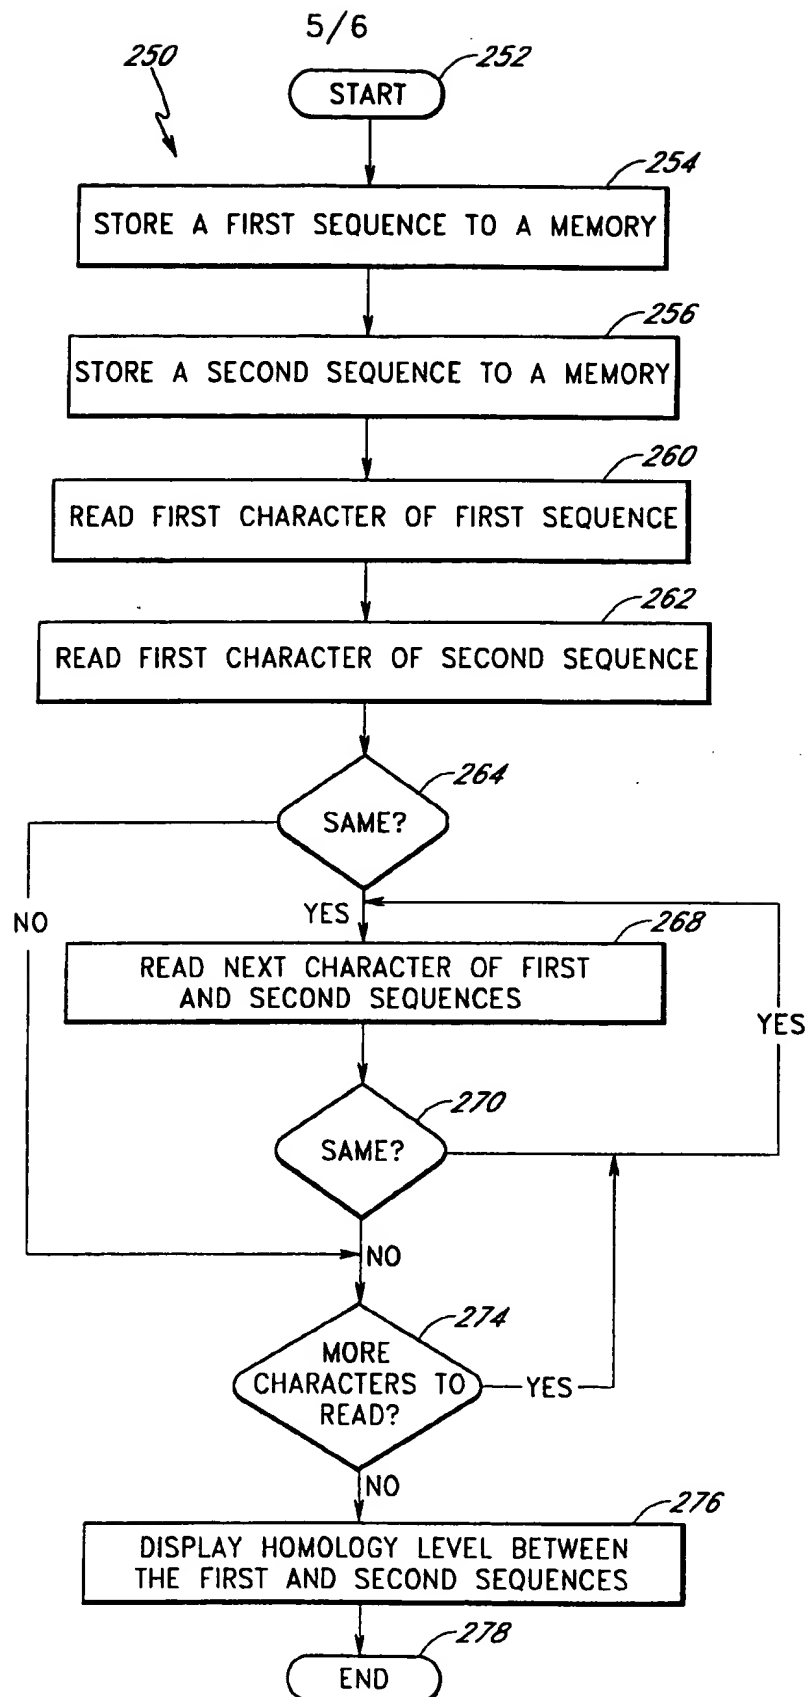 5/6
250
252
START
254
STORE A FIRST SEQUENCE TO A MEMORY
256
STORE A SECOND SEQUENCE TO A MEMORY
260
READ FIRST CHARACTER OF FIRST SEQUENCE
262
READ FIRST CHARACTER OF SECOND SEQUENCE
264
SAME?
NO
YES
268
READ NEXT CHARACTER OF FIRST
AND SECOND SEQUENCES
YES
270
SAME?
NO
274
MORE
CHARACTERS TO
READ?
YES
NO
276
DISPLAY HOMOLOGY LEVEL BETWEEN
THE FIRST AND SECOND SEQUENCES
278
END